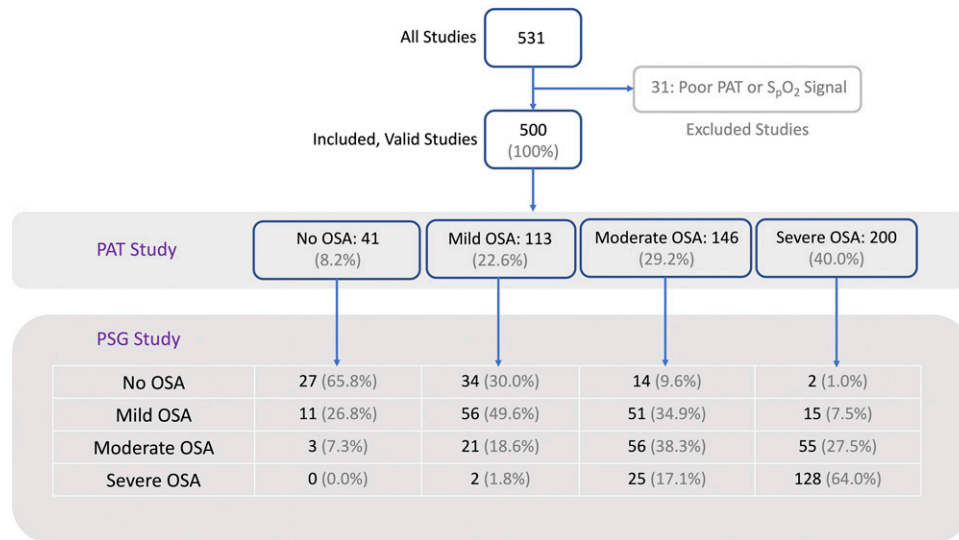 All Studies
531
31: Poor PAT or SpO2 Signal
Excluded Studies
Included, Valid Studies
500
(100%)
PAT Study
No OSA: 41
(8.2%)
Mild OSA: 113
(22.6%)
Moderate OSA: 146
(29.2%)
Severe OSA: 200
(40.0%)
PSG Study
No OSA 27 (65.8%) 34 (30.0%) 14 (9.6%) 2 (1.0%)
Mild OSA 11 (26.8%) 56 (49.6%) 51 (34.9%) 15 (7.5%)
Moderate OSA 3 (7.3%) 21 (18.6%) 56 (38.3%) 55 (27.5%)
Severe OSA 0 (0.0%) 2 (1.8%) 25 (17.1%) 128 (64.0%)